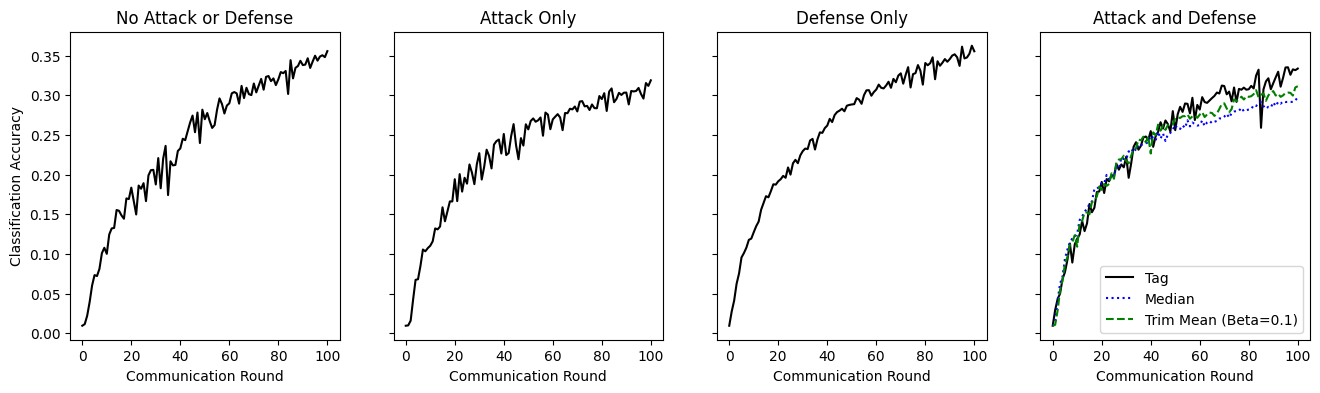 No Attack or Defense
Attack Only
Defense Only
Attack and Defense
Classification Accuracy
0.35
0.30
0.25
0.20
0.15
0.10
0.05
0.00
Tag
Median
Trim Mean (Beta=0.1)
0 20 40 60 80 100
0 20 40 60 80 100
0 20 40 60 80 100
0 20 40 60 80 100
Communication Round
Communication Round
Communication Round
Communication Round